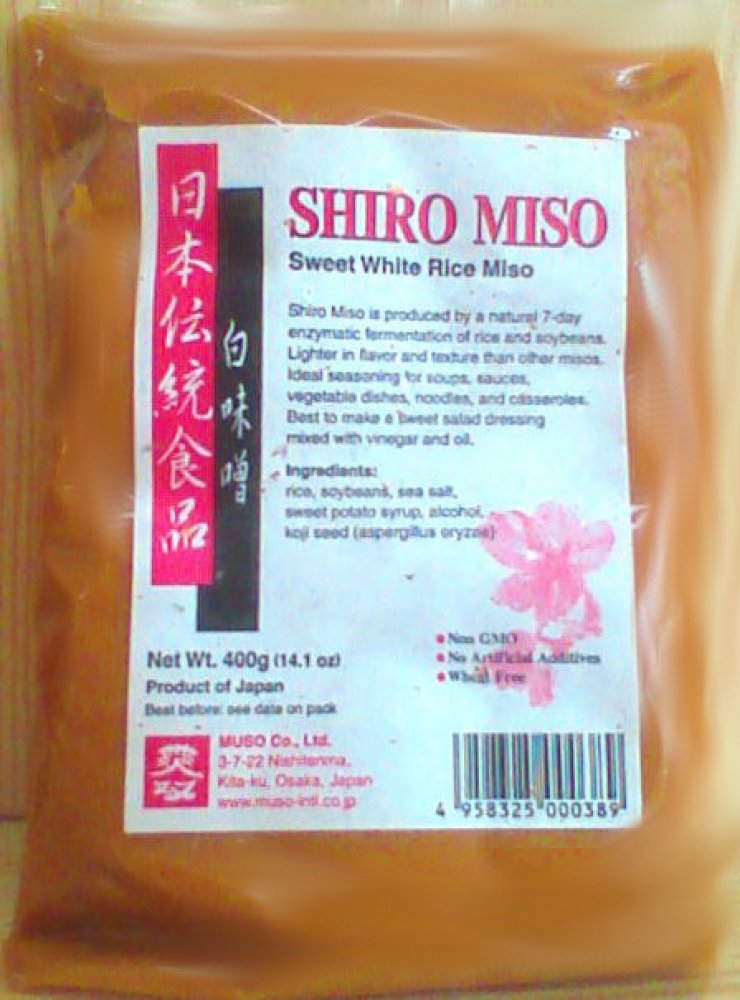 日本伝統食品
白味噌
SHIRO MISO
Sweet White Rice Miso
Shiro Miso is produced by a natural 7-day
enzymatic fermentation of rice and soybeans.
Lighter in flavor and texture than other misos.
Ideal seasoning for soups, sauces,
vegetable dishes, noodles, and casseroles.
Best to make a sweet salad dressing
mixed with vinegar and oil.
Ingredients:
rice, soybeans, sea salt,
sweet potato syrup, alcohol,
koji seed (aspergillus oryzae)
• Non GMO
• No Artificial Additives
• Wheat Free
Net Wt. 400g (14.1 oz)
Product of Japan
Best before: see date on pack
MUSO Co., Ltd.
3-7-22 Nishitenma,
Kita-ku, Osaka, Japan
www.muso-intl.co.jp
4 958325 000389